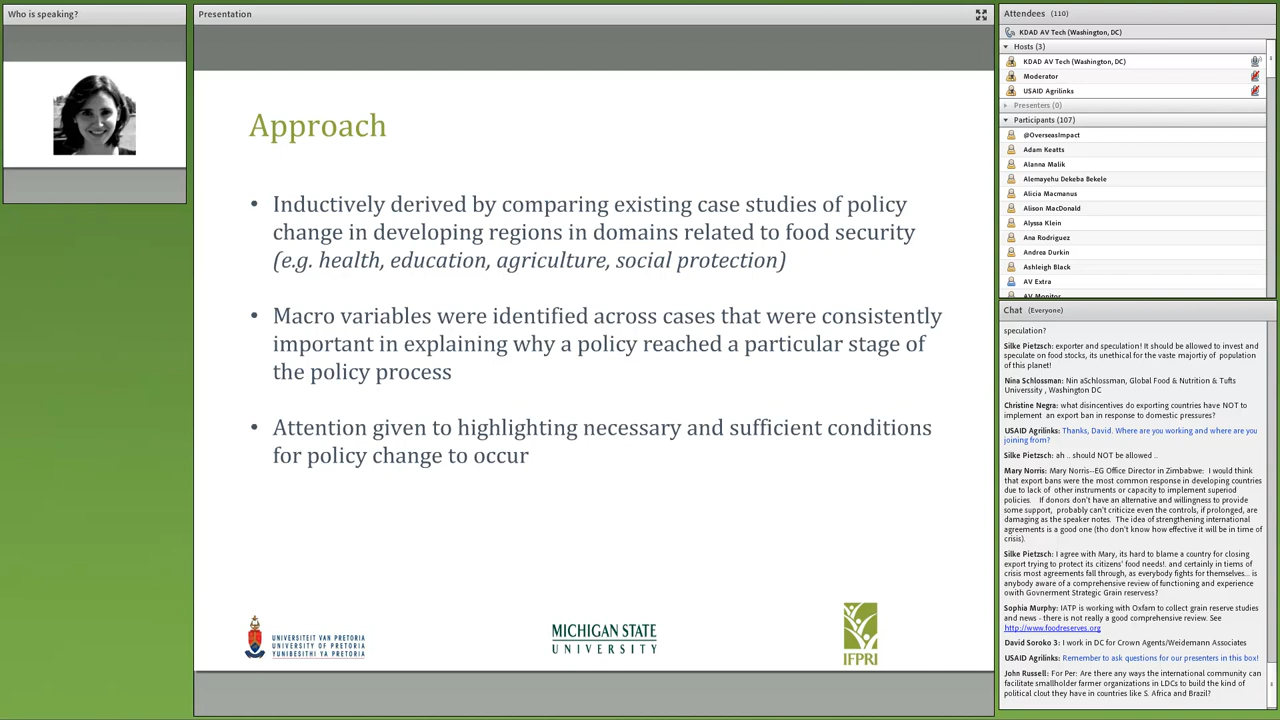 Who is speaking?
Presentation
Approach
• Inductively derived by comparing existing case studies of policy
change in developing regions in domains related to food security
(e.g. health, education, agriculture, social protection)
• Macro variables were identified across cases that were consistently
important in explaining why a policy reached a particular stage of
the policy process
• Attention given to highlighting necessary and sufficient conditions
for policy change to occur
UNIVERSITEIT VAN PRETORIA
UNIVERSITY OF PRETORIA
YUNIBESITHI YA PRETORIA
MICHIGAN STATE
UNIVERSITY
IFPRI
Attendees (110)
KDAD AV Tech (Washington, DC)
Hosts (3)
KDAD AV Tech (Washington, DC)
Moderator
USAID Agrilinks
Presenters (0)
Participants (107)
@OverseasImpact
Adam Keatts
Alanna Malik
Alemayehu Dekeba Bekele
Alicia Macmanus
Alison MacDonald
Alyssa Klein
Ana Rodriguez
Andrea Durkin
Ashleigh Black
AV Extra
AV Monitor
Chat (Everyone)
speculation?
Silke Pietzsch: exporter and speculation! It should be allowed to invest and
speculate on food stocks, its unethical for the vaste majortiy of population
of this planet!
Nina Schlossman: Nin aSchlossman, Global Food & Nutrition & Tufts
Universsity , Washington DC
Christine Negra: what disincentives do exporting countries have NOT to
implement an export ban in response to domestic pressures?
USAID Agrilinks: Thanks, David. Where are you working and where are you
joining from?
Silke Pietzsch: ah .. should NOT be allowed ..
Mary Norris: Mary Norris--EG Office Director in Zimbabwe: I would think
that export bans were the most common response in developing countries
due to lack of other instruments or capacity to implement superiod
policies. If donors don't have an alternative and willingness to provide
some support, probably can't criticize even the controls, if prolonged, are
damaging as the speaker notes. The idea of strengthening international
agreements is a good one (tho don't know how effective it will be in time of
crisis).
Silke Pietzsch: I agree with Mary, its hard to blame a country for closing
export trying to protect its citizens' food needs!. and certainly in tiems of
crisis most agreements fall through, as everybody fights for themselves... is
anybody aware of a comprehensive review of functioning and experience
owith Govnerment Strategic Grain reservess?
Sophia Murphy: IATP is working with Oxfam to collect grain reserve studies
and news - there is not really a good comprehensive review. See
http://www.foodreserves.org
David Soroko 3: I work in DC for Crown Agents/Weidemann Associates
USAID Agrilinks: Remember to ask questions for our presenters in this box!
John Russell: For Per: Are there any ways the international community can
facilitate smallholder farmer organizations in LDCs to build the kind of
political clout they have in countries like S. Africa and Brazil?